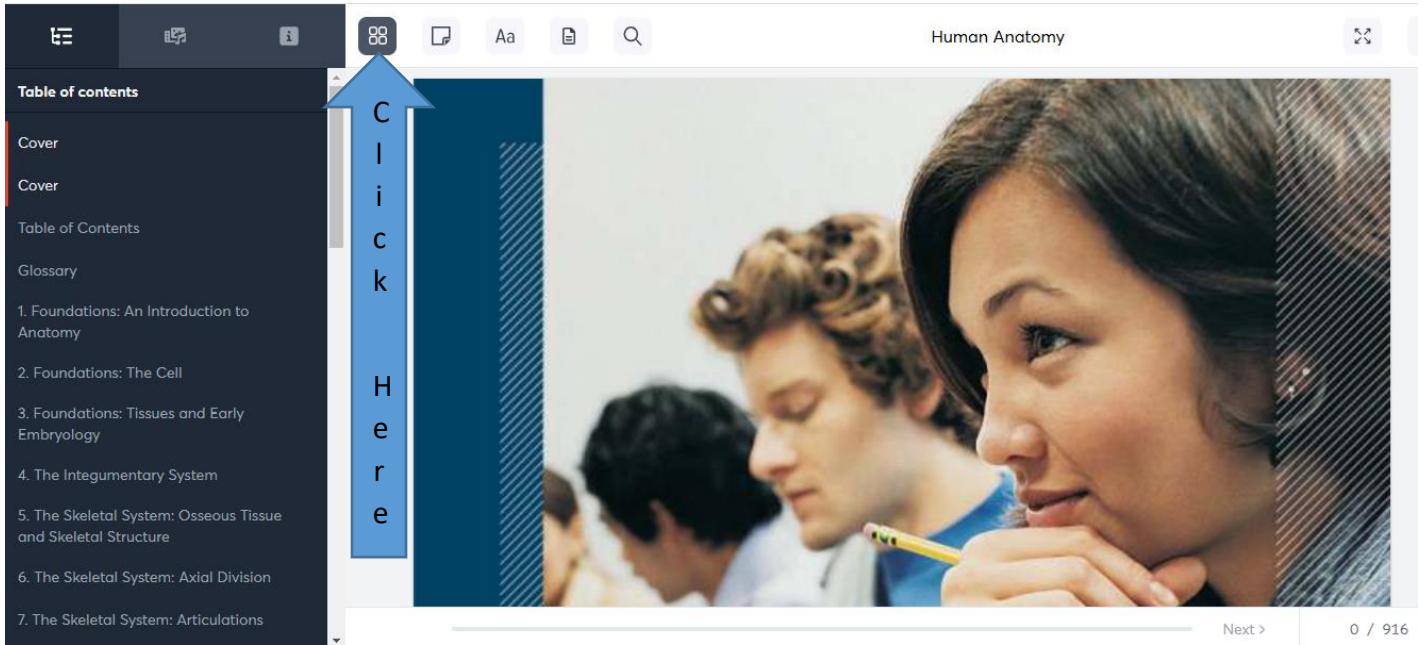 Aa
Human Anatomy
Table of contents
Cover
Cover
Table of Contents
Glossary
1. Foundations: An Introduction to
Anatomy
2. Foundations: The Cell
3. Foundations: Tissues and Early
Embryology
4. The Integumentary System
5. The Skeletal System: Osseous Tissue
and Skeletal Structure
6. The Skeletal System: Axial Division
7. The Skeletal System: Articulations
Click
Here
Next >
0 / 916